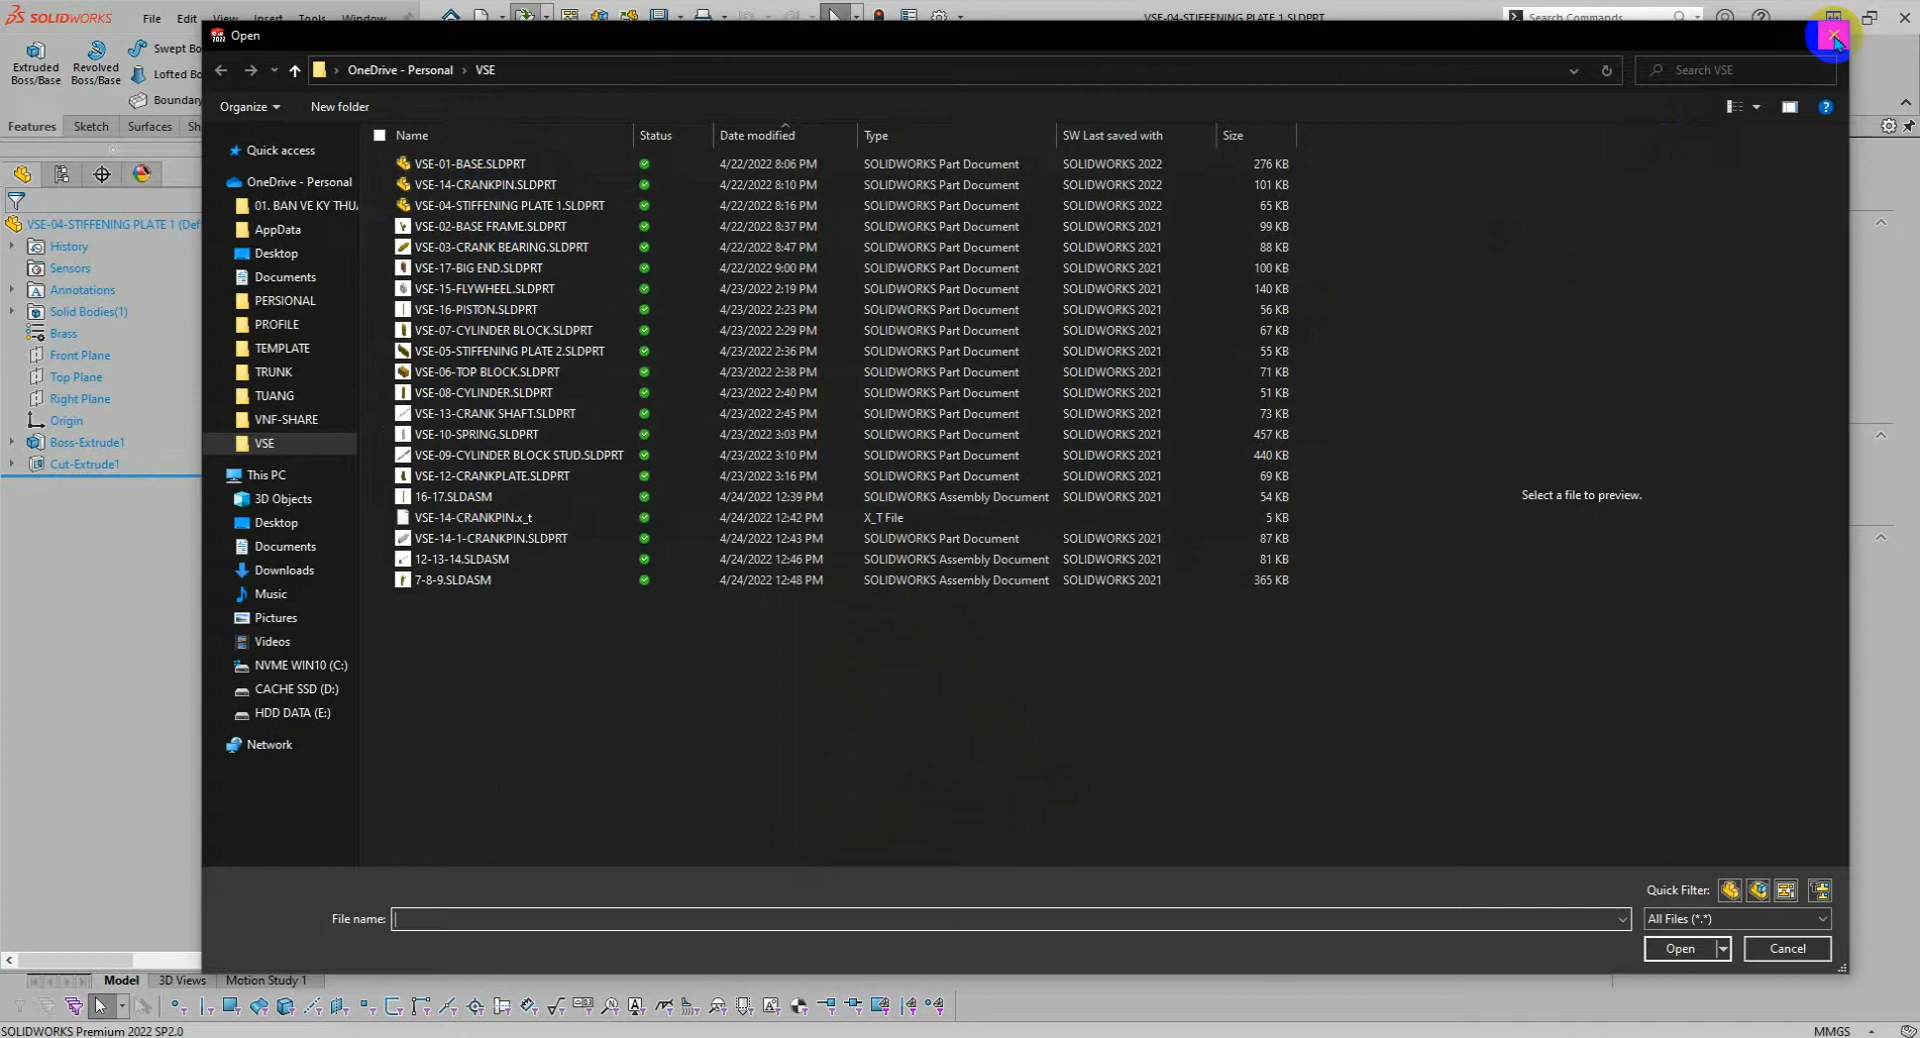 SOLIDWORKS File Edit View Insert Tools Window VSE-04-STIFFENING PLATE 1.SLDPRT Search Commands
Open
OneDrive - Personal VSE Search VSE
Extruded Boss/Base Revolved Boss/Base Swept Bo Lofted Bo Boundary
Organize New folder
Features Sketch Surfaces Sh
Name Status Date modified Type SW Last saved with Size
VSE-01-BASE.SLDPRT 4/22/2022 8:06 PM SOLIDWORKS Part Document SOLIDWORKS 2022 276 KB
VSE-14-CRANKPIN.SLDPRT 4/22/2022 8:10 PM SOLIDWORKS Part Document SOLIDWORKS 2022 101 KB
VSE-04-STIFFENING PLATE 1.SLDPRT 4/22/2022 8:16 PM SOLIDWORKS Part Document SOLIDWORKS 2022 65 KB
VSE-02-BASE FRAME.SLDPRT 4/22/2022 8:37 PM SOLIDWORKS Part Document SOLIDWORKS 2021 99 KB
VSE-03-CRANK BEARING.SLDPRT 4/22/2022 8:47 PM SOLIDWORKS Part Document SOLIDWORKS 2021 88 KB
VSE-17-BIG END.SLDPRT 4/22/2022 9:00 PM SOLIDWORKS Part Document SOLIDWORKS 2021 100 KB
VSE-15-FLYWHEEL.SLDPRT 4/23/2022 2:19 PM SOLIDWORKS Part Document SOLIDWORKS 2021 140 KB
VSE-16-PISTON.SLDPRT 4/23/2022 2:23 PM SOLIDWORKS Part Document SOLIDWORKS 2021 56 KB
VSE-07-CYLINDER BLOCK.SLDPRT 4/23/2022 2:29 PM SOLIDWORKS Part Document SOLIDWORKS 2021 67 KB
VSE-05-STIFFENING PLATE 2.SLDPRT 4/23/2022 2:36 PM SOLIDWORKS Part Document SOLIDWORKS 2021 55 KB
VSE-06-TOP BLOCK.SLDPRT 4/23/2022 2:38 PM SOLIDWORKS Part Document SOLIDWORKS 2021 71 KB
VSE-08-CYLINDER.SLDPRT 4/23/2022 2:40 PM SOLIDWORKS Part Document SOLIDWORKS 2021 51 KB
VSE-13-CRANK SHAFT.SLDPRT 4/23/2022 2:45 PM SOLIDWORKS Part Document SOLIDWORKS 2021 73 KB
VSE-10-SPRING.SLDPRT 4/23/2022 3:03 PM SOLIDWORKS Part Document SOLIDWORKS 2021 457 KB
VSE-09-CYLINDER BLOCK STUD.SLDPRT 4/23/2022 3:10 PM SOLIDWORKS Part Document SOLIDWORKS 2021 440 KB
VSE-12-CRANKPLATE.SLDPRT 4/23/2022 3:16 PM SOLIDWORKS Part Document SOLIDWORKS 2021 69 KB
16-17.SLDASM 4/24/2022 12:39 PM SOLIDWORKS Assembly Document SOLIDWORKS 2021 54 KB
VSE-14-CRANKPIN.x_t 4/24/2022 12:42 PM X_T File 5 KB
VSE-14-1-CRANKPIN.SLDPRT 4/24/2022 12:43 PM SOLIDWORKS Part Document SOLIDWORKS 2021 87 KB
12-13-14.SLDASM 4/24/2022 12:46 PM SOLIDWORKS Assembly Document SOLIDWORKS 2021 81 KB
7-8-9.SLDASM 4/24/2022 12:48 PM SOLIDWORKS Assembly Document SOLIDWORKS 2021 365 KB
Select a file to preview.
Quick access
OneDrive - Personal
01. BAN VE KY THU
AppData
Desktop
Documents
PERSIONAL
PROFILE
TEMPLATE
TRUNK
TUANG
VNF-SHARE
VSE
This PC
3D Objects
Desktop
Documents
Downloads
Music
Pictures
Videos
NVME WIN10 (C:)
CACHE SSD (D:)
HDD DATA (E:)
Network
VSE-04-STIFFENING PLATE 1 (Def
History
Sensors
Annotations
Solid Bodies(1)
Brass
Front Plane
Top Plane
Right Plane
Origin
Boss-Extrude1
Cut-Extrude1
Quick Filter:
File name: All Files (*.*)
Open Cancel
Model 3D Views Motion Study 1
SOLIDWORKS Premium 2022 SP2.0 MMGS